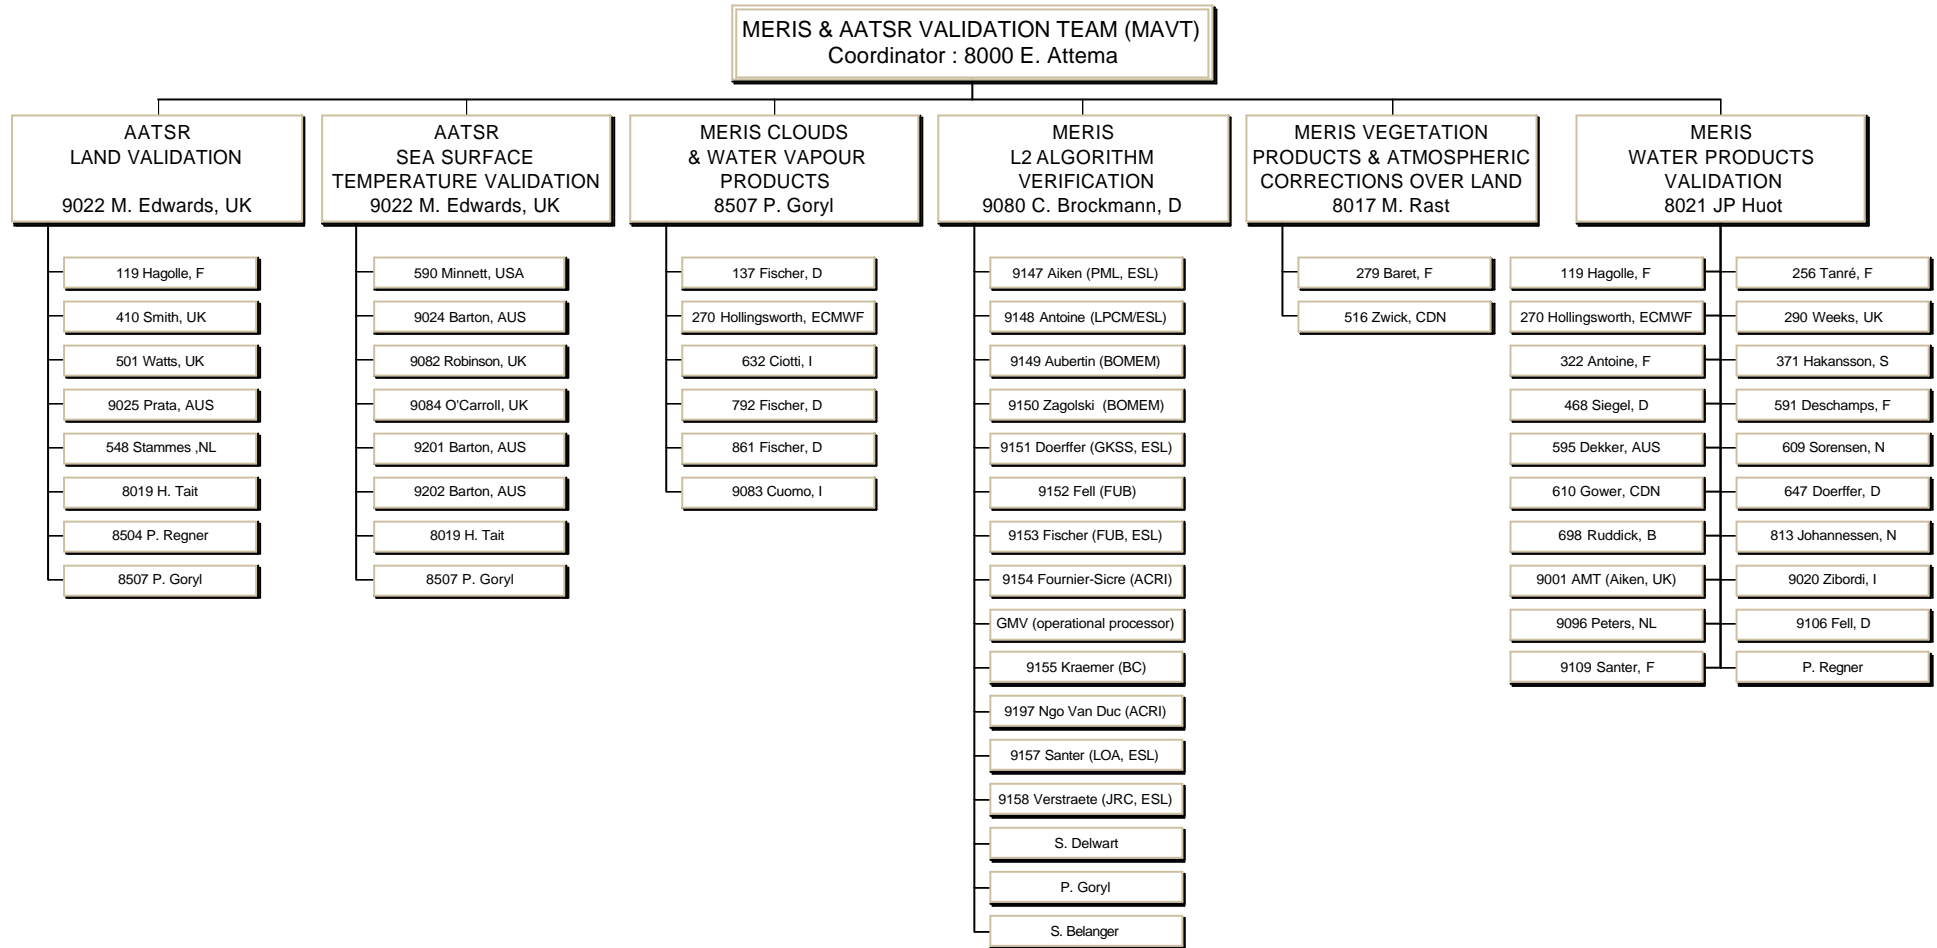 MERIS & AATSR VALIDATION TEAM (MAVT)
Coordinator : 8000 E. Attema
AATSR
LAND VALIDATION
9022 M. Edwards, UK
119 Hagolle, F
410 Smith, UK
501 Watts, UK
9025 Prata, AUS
548 Stammes ,NL
8019 H. Tait
8504 P. Regner
8507 P. Goryl
AATSR
SEA SURFACE
TEMPERATURE VALIDATION
9022 M. Edwards, UK
590 Minnett, USA
9024 Barton, AUS
9082 Robinson, UK
9084 O'Carroll, UK
9201 Barton, AUS
9202 Barton, AUS
8019 H. Tait
8507 P. Goryl
MERIS CLOUDS
& WATER VAPOUR
PRODUCTS
8507 P. Goryl
137 Fischer, D
270 Hollingsworth, ECMWF
632 Ciotti, I
792 Fischer, D
861 Fischer, D
9083 Cuomo, I
MERIS
L2 ALGORITHM
VERIFICATION
9080 C. Brockmann, D
9147 Aiken (PML, ESL)
9148 Antoine (LPCM/ESL)
9149 Aubertin (BOMEM)
9150 Zagolski (BOMEM)
9151 Doerffer (GKSS, ESL)
9152 Fell (FUB)
9153 Fischer (FUB, ESL)
9154 Fournier-Sicre (ACRI)
GMV (operational processor)
9155 Kraemer (BC)
9197 Ngo Van Duc (ACRI)
9157 Santer (LOA, ESL)
9158 Verstraete (JRC, ESL)
S. Delwart
P. Goryl
S. Belanger
MERIS VEGETATION
PRODUCTS & ATMOSPHERIC
CORRECTIONS OVER LAND
8017 M. Rast
279 Baret, F
516 Zwick, CDN
MERIS
WATER PRODUCTS
VALIDATION
8021 JP Huot
119 Hagolle, F
256 Tanré, F
270 Hollingsworth, ECMWF
290 Weeks, UK
322 Antoine, F
371 Hakansson, S
468 Siegel, D
591 Deschamps, F
595 Dekker, AUS
609 Sorensen, N
610 Gower, CDN
647 Doerffer, D
698 Ruddick, B
813 Johannessen, N
9001 AMT (Aiken, UK)
9020 Zibordi, I
9096 Peters, NL
9106 Fell, D
9109 Santer, F
P. Regner